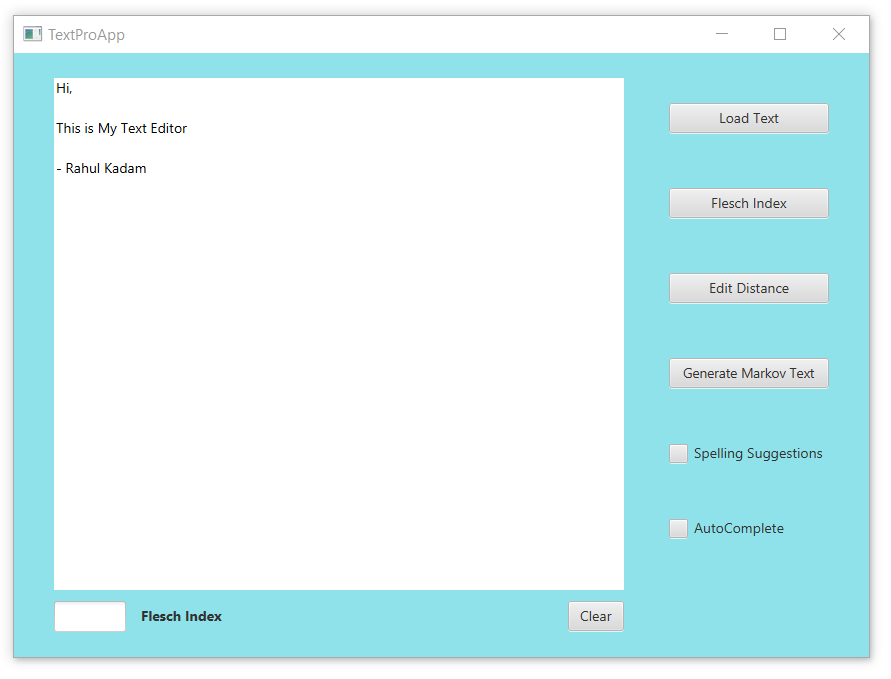 TextProApp
Hi,
This is My Text Editor
- Rahul Kadam
Load Text
Flesch Index
Edit Distance
Generate Markov Text
Spelling Suggestions
AutoComplete
Flesch Index
Clear